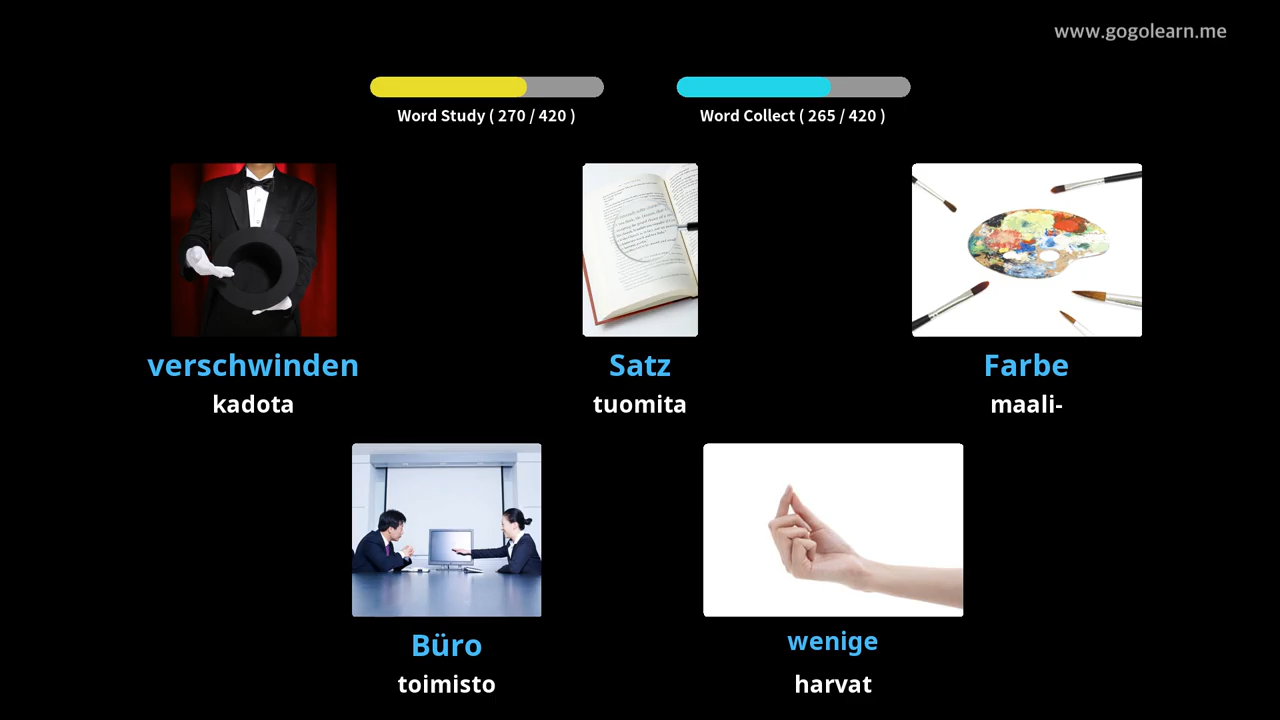 www.gogolearn.me
Word Study ( 270 / 420 )
Word Collect ( 265 / 420 )
verschwinden
kadota
Satz
tuomita
Farbe
maali-
Büro
toimisto
wenige
harvat